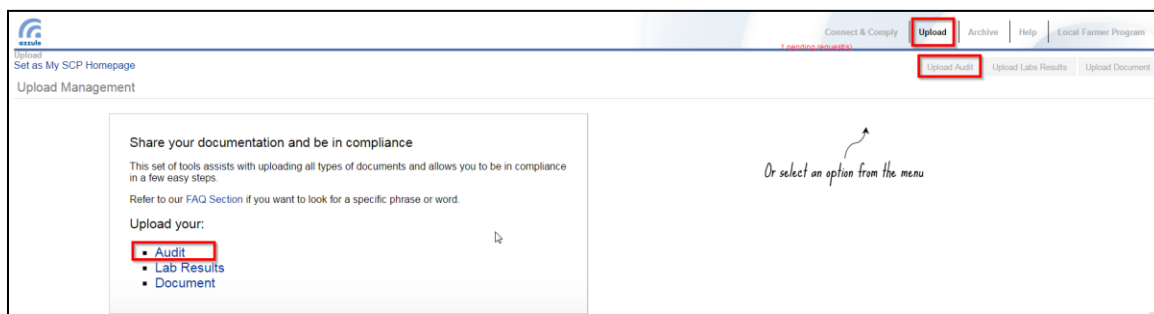 azzule
Connect & Comply
Upload
Archive
Help
Local Farmer Program
1 pending request(s)
Upload
Set as My SCP Homepage
Upload Audit
Upload Labs Results
Upload Document
Upload Management
Share your documentation and be in compliance
This set of tools assists with uploading all types of documents and allows you to be in compliance
in a few easy steps.
Refer to our FAQ Section if you want to look for a specific phrase or word.
Upload your:
Audit
Lab Results
Document
Or select an option from the menu